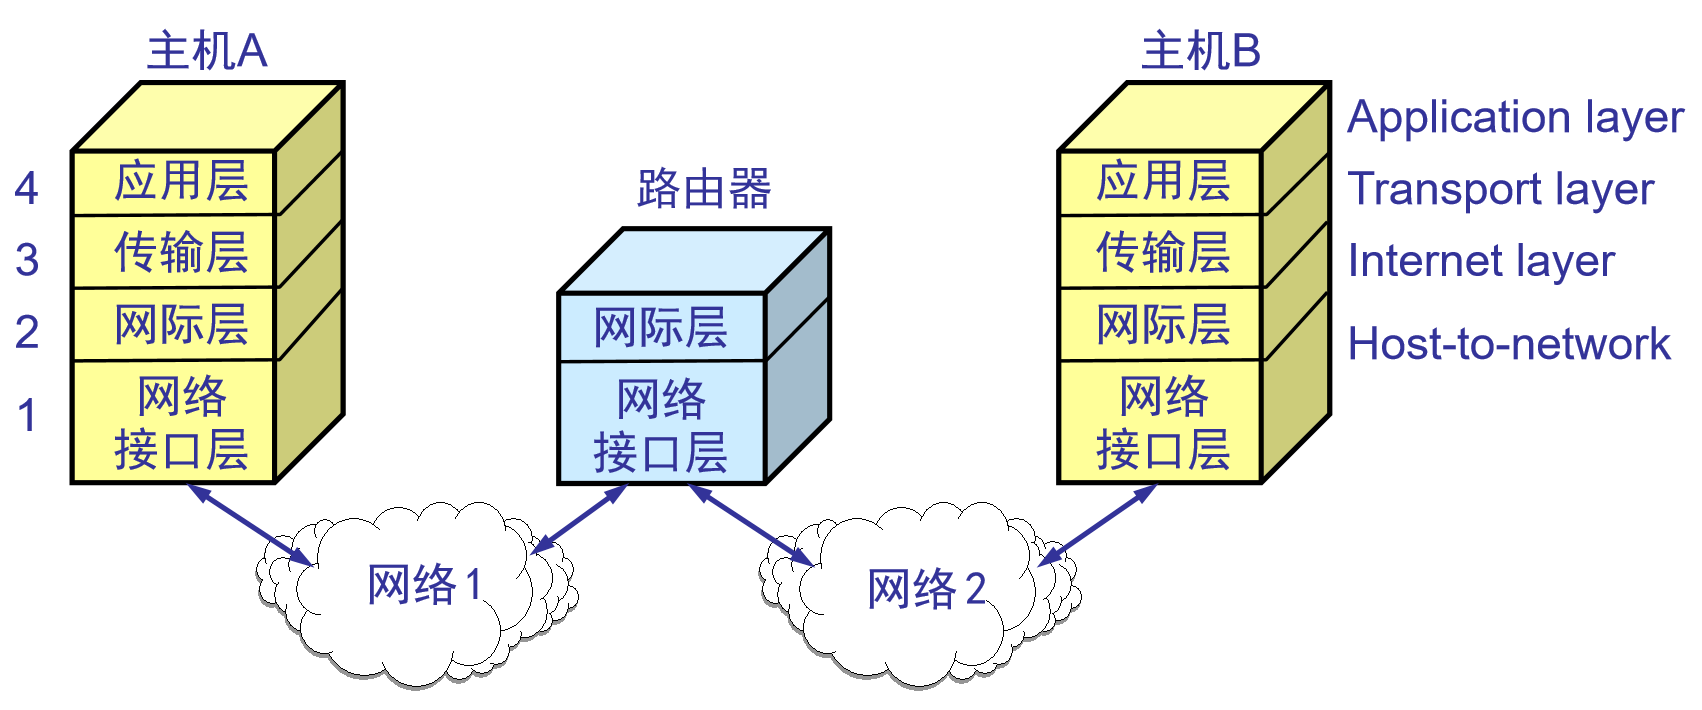 主机A
主机B
Application layer
4
应用层
应用层
Transport layer
路由器
3
传输层
传输层
Internet layer
2
网际层
网际层
网际层
Host-to-network
1
网络
接口层
网络
接口层
网络
接口层
网络1
网络2